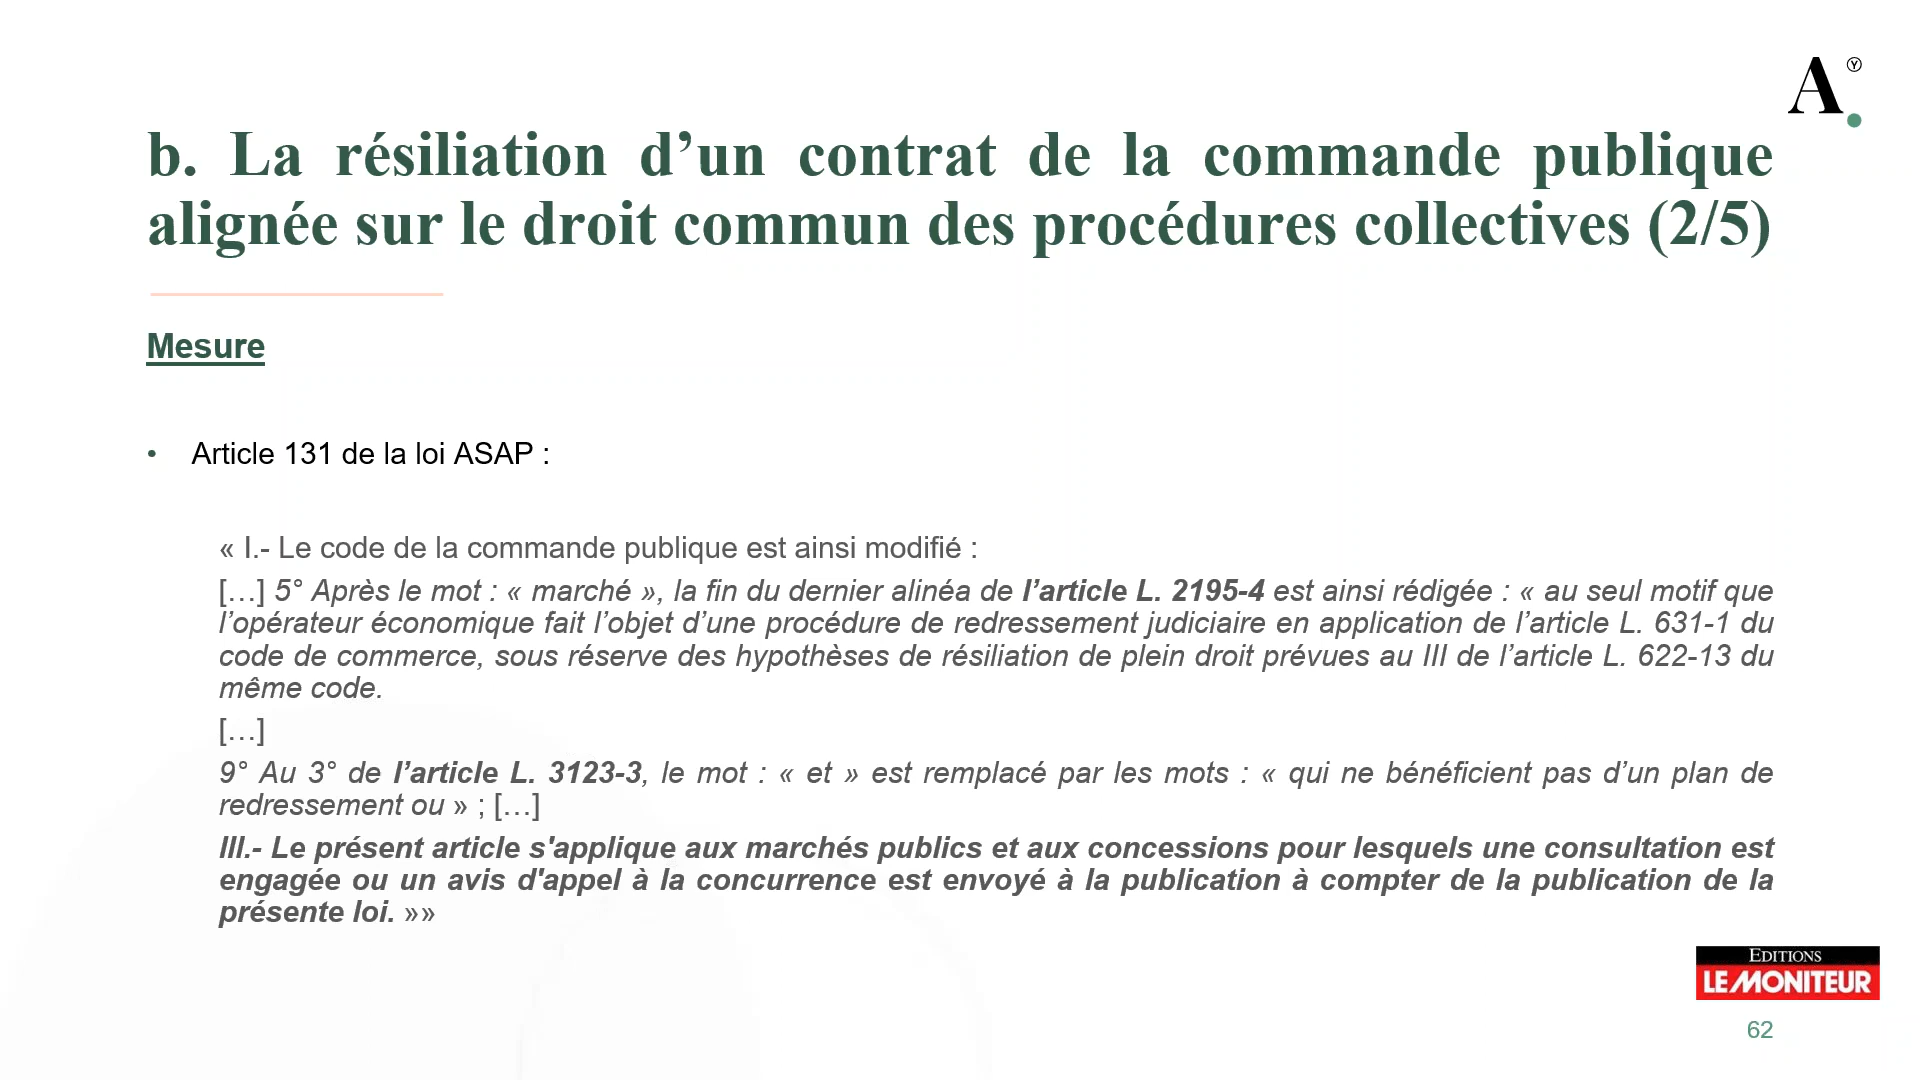 A
b. La résiliation d’un contrat de la commande publique
alignée sur le droit commun des procédures collectives (2/5)
Mesure
• Article 131 de la loi ASAP :
« I.- Le code de la commande publique est ainsi modifié :
[…] 5° Après le mot : « marché », la fin du dernier alinéa de l’article L. 2195-4 est ainsi rédigée : « au seul motif que
l’opérateur économique fait l’objet d’une procédure de redressement judiciaire en application de l’article L. 631-1 du
code de commerce, sous réserve des hypothèses de résiliation de plein droit prévues au III de l’article L. 622-13 du
même code.
[…]
9° Au 3° de l’article L. 3123-3, le mot : « et » est remplacé par les mots : « qui ne bénéficient pas d’un plan de
redressement ou » ; […]
III.- Le présent article s'applique aux marchés publics et aux concessions pour lesquels une consultation est
engagée ou un avis d'appel à la concurrence est envoyé à la publication à compter de la publication de la
présente loi. »»
EDITIONS
LE MONITEUR
62